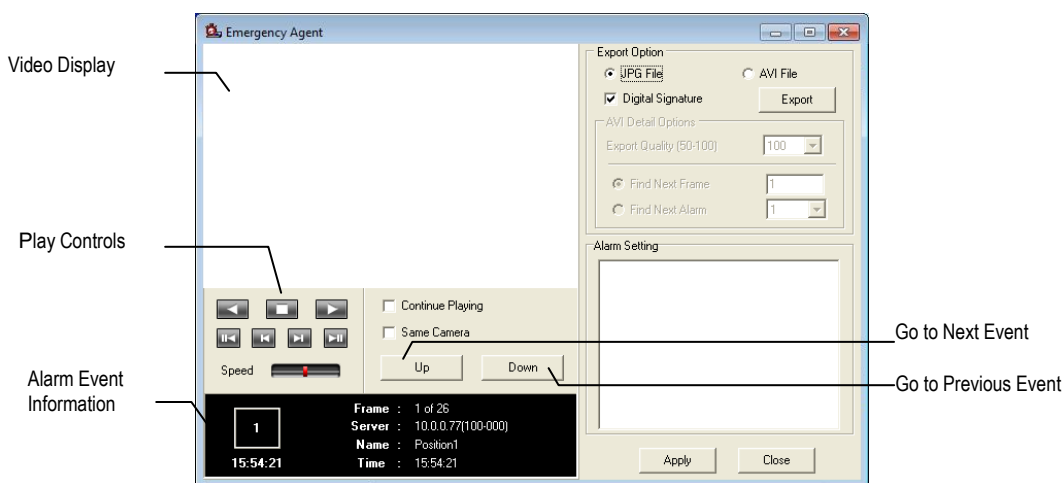 Emergency Agent
Video Display
Export Option
JPG File
AVI File
Digital Signature
Export
AVI Detail Options
Export Quality (50-100)
100
Find Next Frame
1
Find Next Alarm
1
Play Controls
Alarm Setting
Continue Playing
Same Camera
Go to Next Event
Up
Down
Speed
Go to Previous Event
Alarm Event
Information
1
15:54:21
Frame : 1 of 26
Server : 10.0.0.77(100-000)
Name : Position1
Time : 15:54:21
Apply
Close